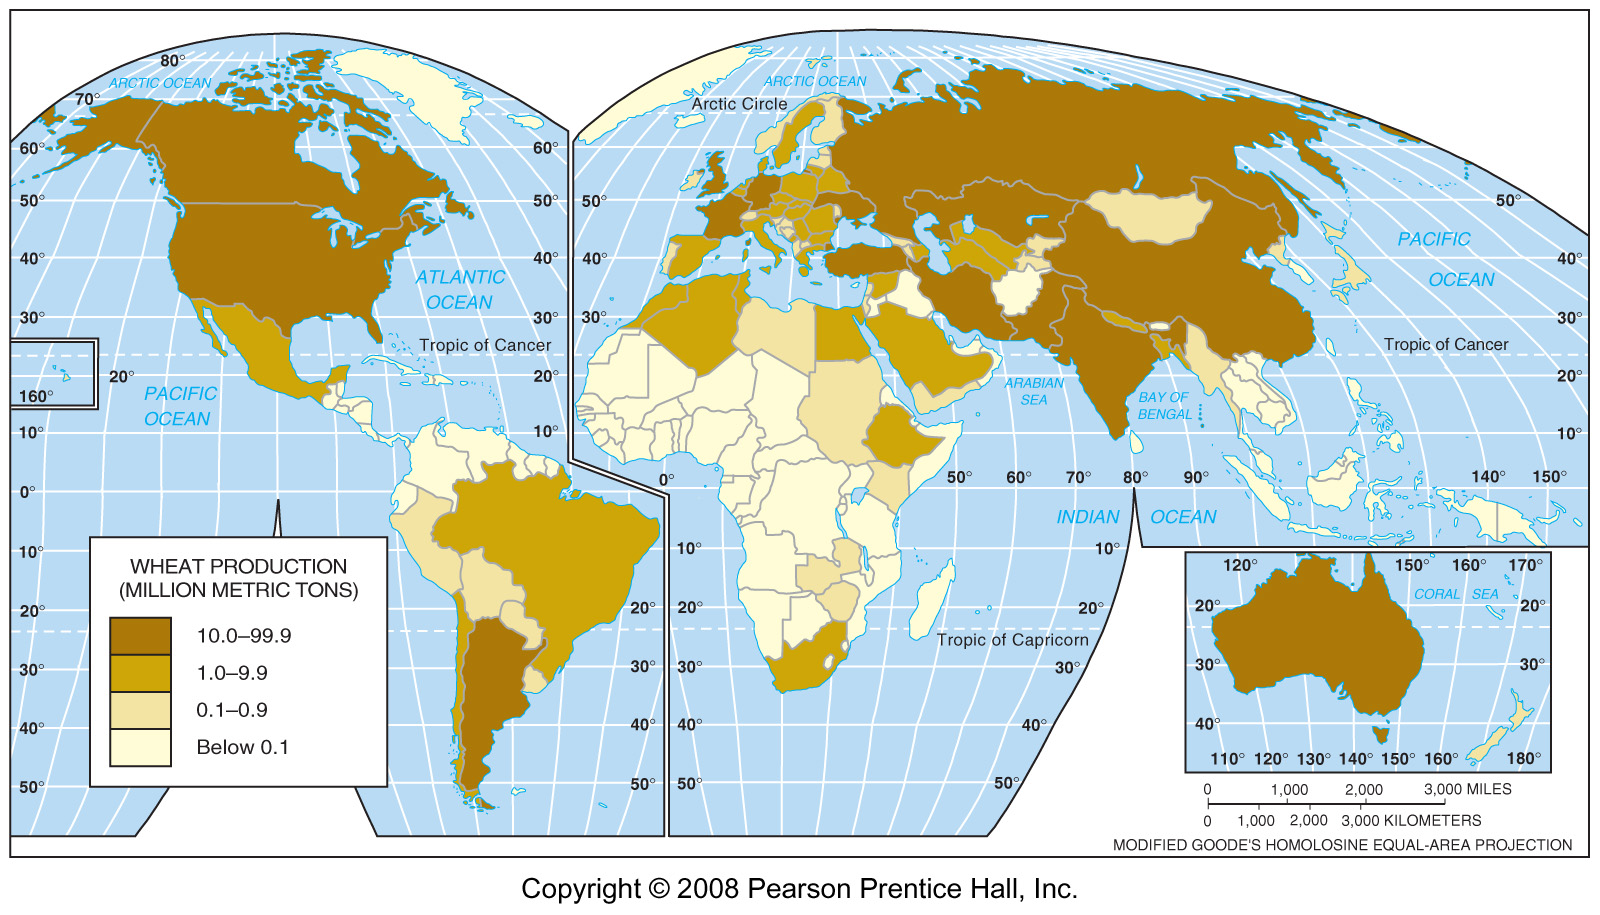 80°
ARCTIC OCEAN
70°
60°
50°
40°
30°
20°
160°
10°
0°
10°
20°
30°
40°
50°
PACIFIC
OCEAN
ATLANTIC
OCEAN
Tropic of Cancer
60°
50°
40°
30°
20°
10°
20°
30°
40°
50°
WHEAT PRODUCTION
(MILLION METRIC TONS)
10.0–99.9
1.0–9.9
0.1–0.9
Below 0.1
ARCTIC OCEAN
Arctic Circle
50°
40°
30°
0°
10°
20°
30°
40°
50°
50°
60°
70°
80°
90°
140°
150°
ARABIAN
SEA
BAY OF
BENGAL
INDIAN
OCEAN
PACIFIC
OCEAN
Tropic of Cancer
50°
40°
30°
20°
10°
10°
20°
Tropic of Capricorn
30°
40°
50°
120°
150°
160°
170°
CORAL SEA
20°
20°
30°
30°
40°
40°
110°
120°
130°
140°
150°
160°
180°
0
1,000
2,000
3,000 MILES
0
1,000
2,000
3,000 KILOMETERS
MODIFIED GOODE'S HOMOLOSINE EQUAL-AREA PROJECTION
Copyright © 2008 Pearson Prentice Hall, Inc.